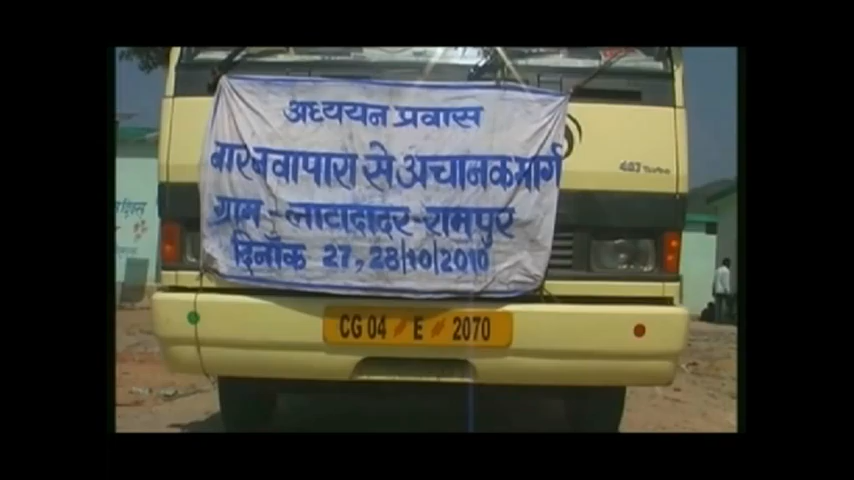 अध्ययन प्रवास
बारनवापारा से अचानकमार्ग
ग्राम - लाटादादर - रामपुर
दिनाँक 27, 28/10/2010
CG 04 E 2070